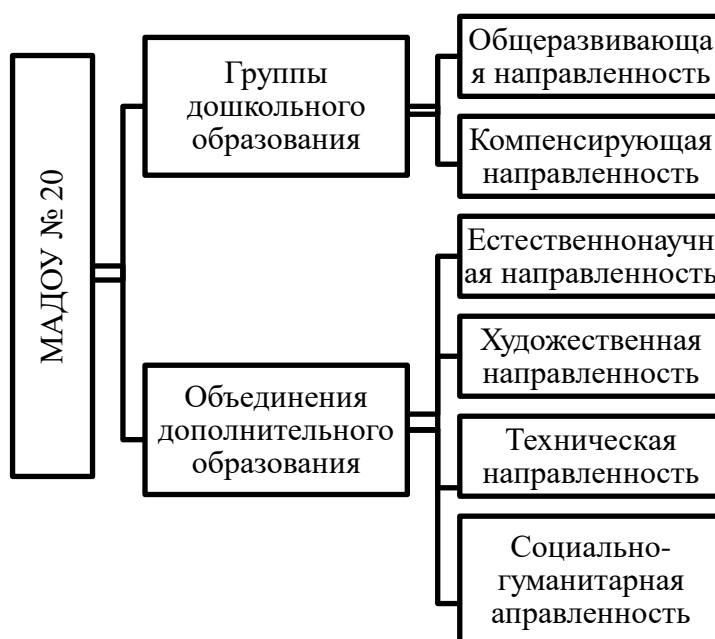 МАДОУ № 20
Группы
дошкольного
образования
Общеразвивающа
я направленность
Компенсирующая
направленность
Объединения
дополнительного
образования
Естественнонаучн
ая направленность
Художественная
направленность
Техническая
направленность
Социально-
гуманитарная
аправленность